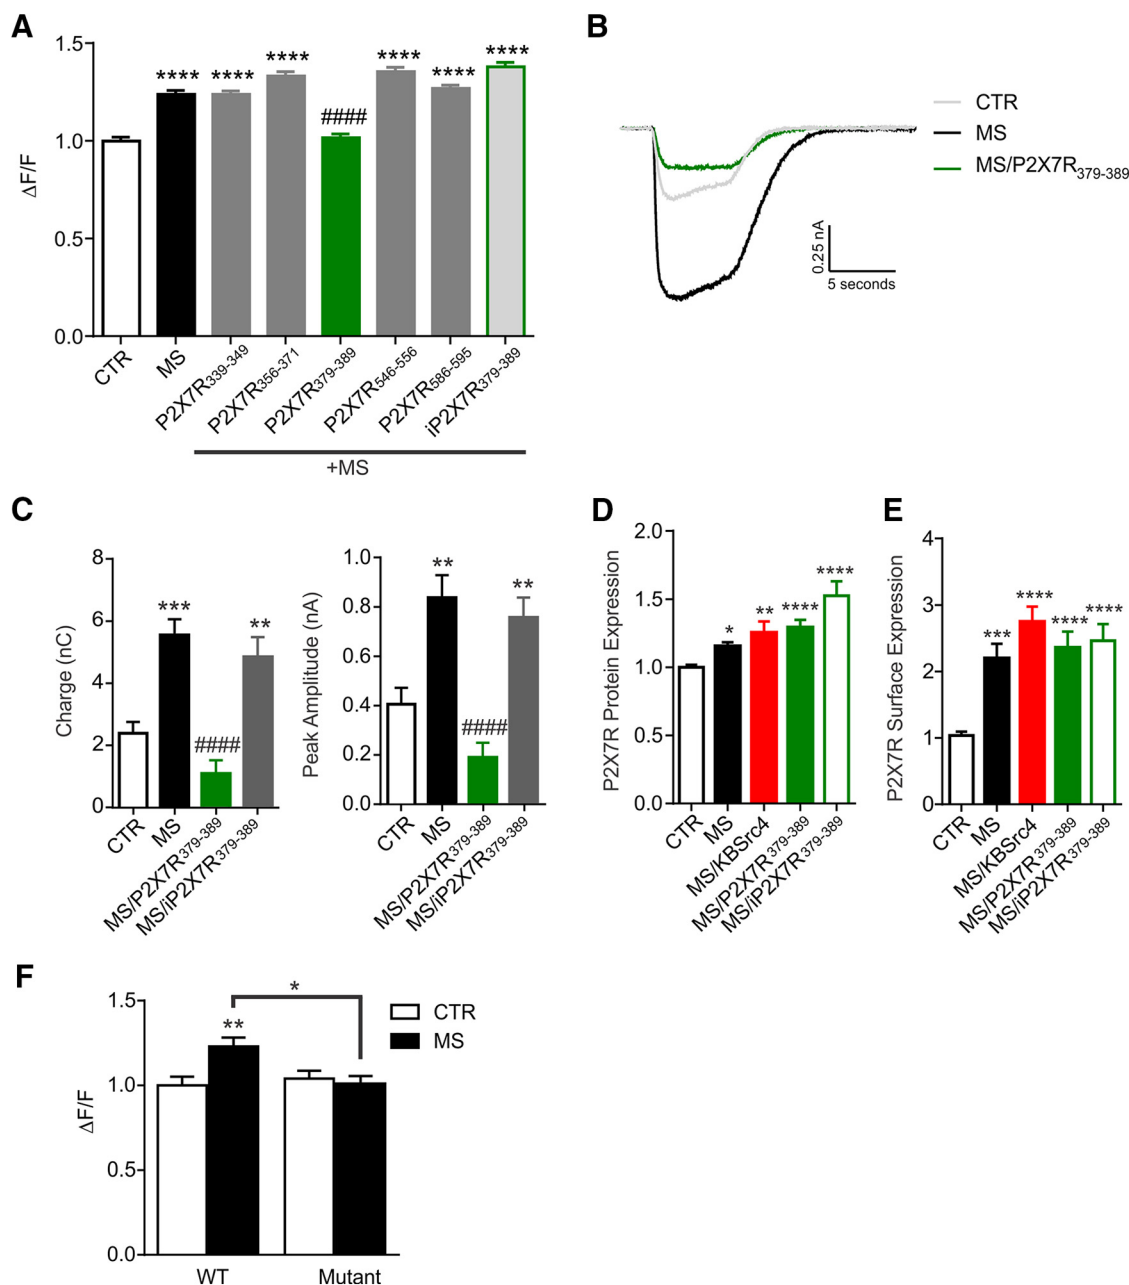 A
1.5
1.0
0.5
0.0
ΔF/F
****
****
****
####
****
****
****
CTR
MS
P2X7R339-349
P2X7R356-371
P2X7R379-389
P2X7R546-556
P2X7R586-595
iP2X7R379-389
+MS
B
CTR
MS
MS/P2X7R379-389
0.25 nA
5 seconds
C
8
6
4
2
0
Charge (nC)
***
####
**
CTR
MS
MS/P2X7R379-389
MS/iP2X7R379-389
1.0
0.8
0.6
0.4
0.2
0.0
Peak Amplitude (nA)
**
####
**
CTR
MS
MS/P2X7R379-389
MS/iP2X7R379-389
D
2.0
1.5
1.0
0.5
0.0
P2X7R Protein Expression
*
**
****
****
CTR
MS
MS/KBSrc4
MS/P2X7R379-389
MS/iP2X7R379-389
E
4
3
2
1
0
P2X7R Surface Expression
***
****
****
****
CTR
MS
MS/KBSrc4
MS/P2X7R379-389
MS/iP2X7R379-389
F
1.5
1.0
0.5
0.0
ΔF/F
**
*
CTR
MS
WT
Mutant